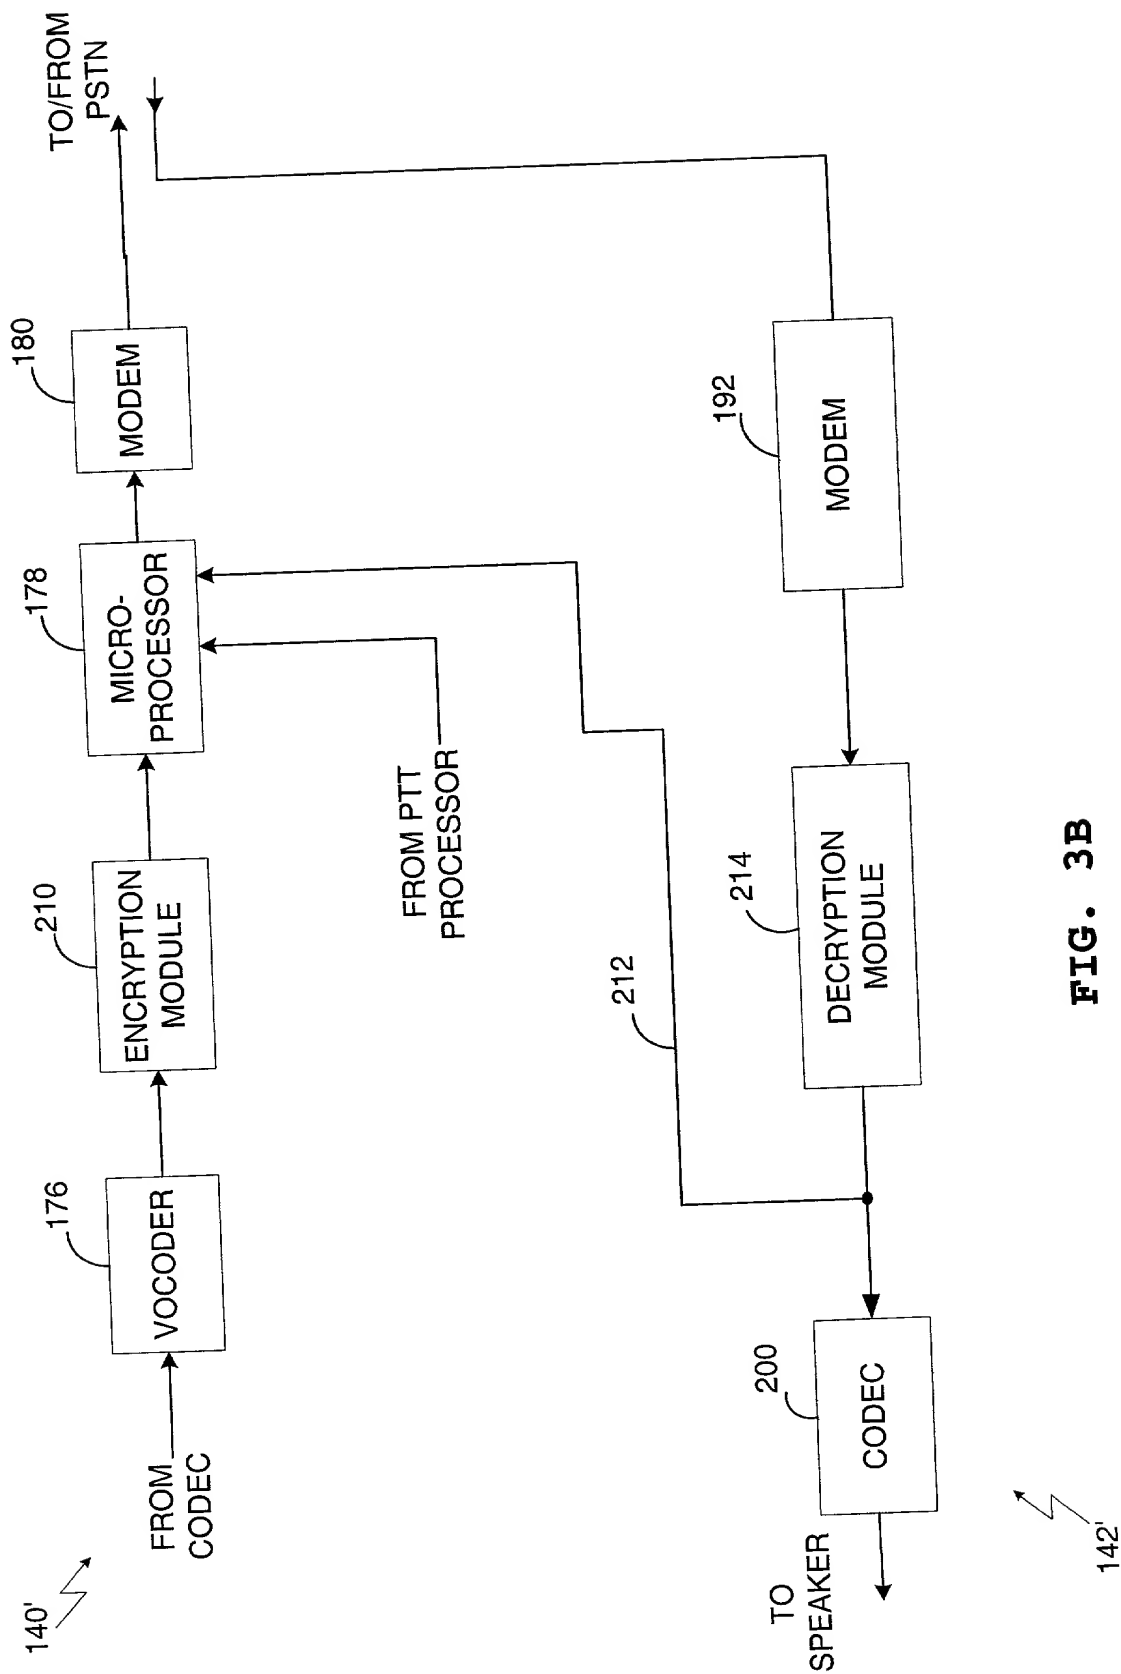 140'
FROM
CODEC
176
VOCODER
210
ENCRYPTION
MODULE
178
MICRO-
PROCESSOR
180
MODEM
TO/FROM
PSTN
FROM PTT
PROCESSOR
212
TO
SPEAKER
200
CODEC
214
DECRYPTION
MODULE
192
MODEM
142'
FIG. 3B